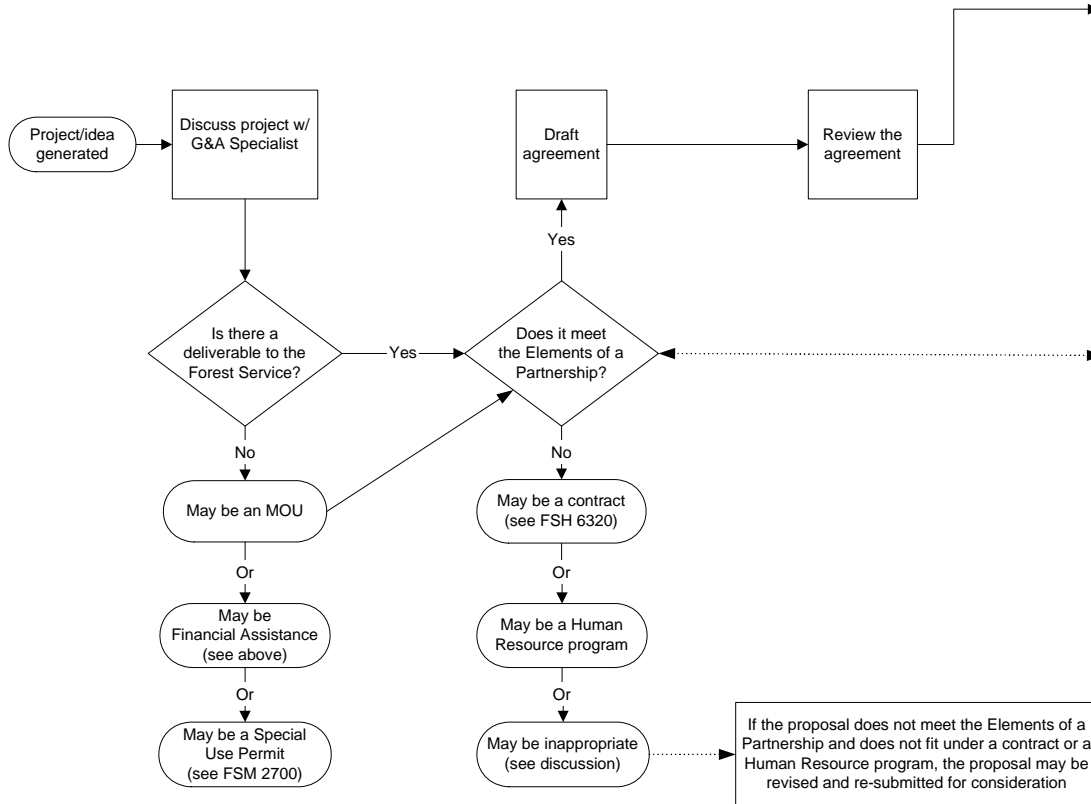 Project/idea
generated
Discuss project w/
G&A Specialist
Draft
agreement
Review the
agreement
Yes
Is there a
deliverable to the
Forest Service?
Yes
Does it meet
the Elements of a
Partnership?
No
May be an MOU
Or
May be
Financial Assistance
(see above)
Or
May be a Special
Use Permit
(see FSM 2700)
No
May be a contract
(see FSH 6320)
Or
May be a Human
Resource program
Or
May be inappropriate
(see discussion)
If the proposal does not meet the Elements of a
Partnership and does not fit under a contract or a
Human Resource program, the proposal may be
revised and re-submitted for consideration